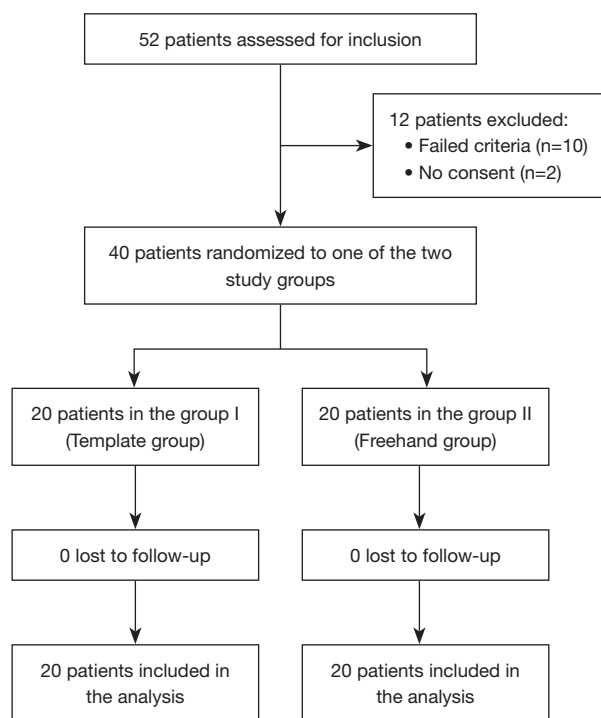 52 patients assessed for inclusion
12 patients excluded:
• Failed criteria (n=10)
• No consent (n=2)
40 patients randomized to one of the two
study groups
20 patients in the group I
(Template group)
20 patients in the group II
(Freehand group)
0 lost to follow-up
0 lost to follow-up
20 patients included in
the analysis
20 patients included in
the analysis